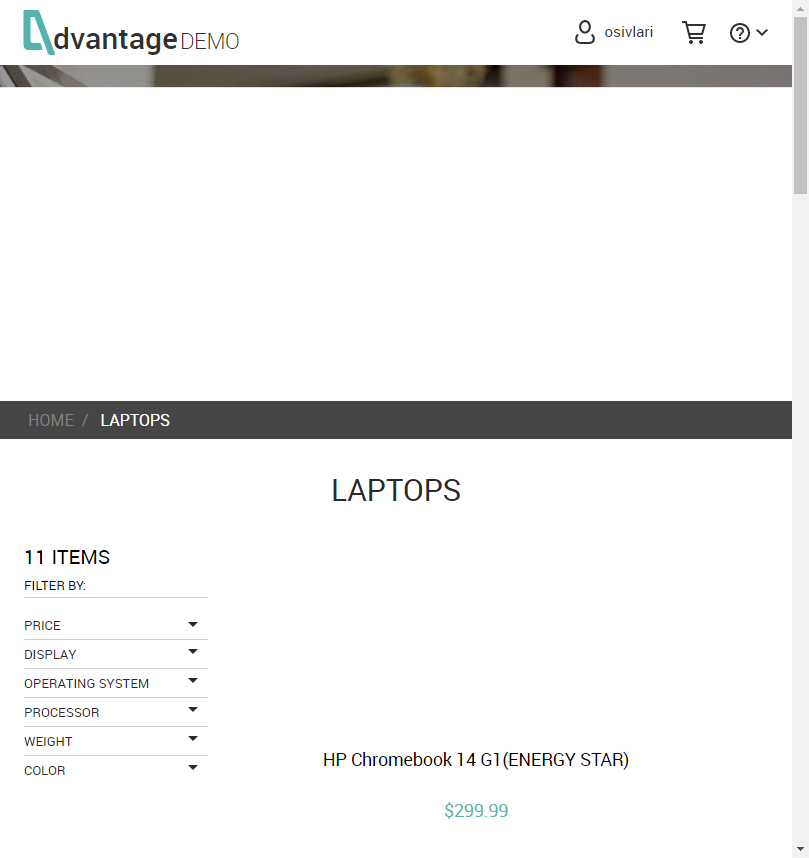 dvantage DEMO
osivlari
HOME / LAPTOPS
LAPTOPS
11 ITEMS
FILTER BY:
PRICE
DISPLAY
OPERATING SYSTEM
PROCESSOR
WEIGHT
COLOR
HP Chromebook 14 G1(ENERGY STAR)
$299.99